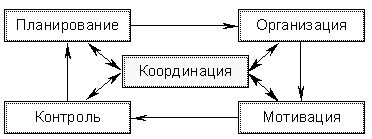 Планирование
Организация
Координация
Контроль
Мотивация